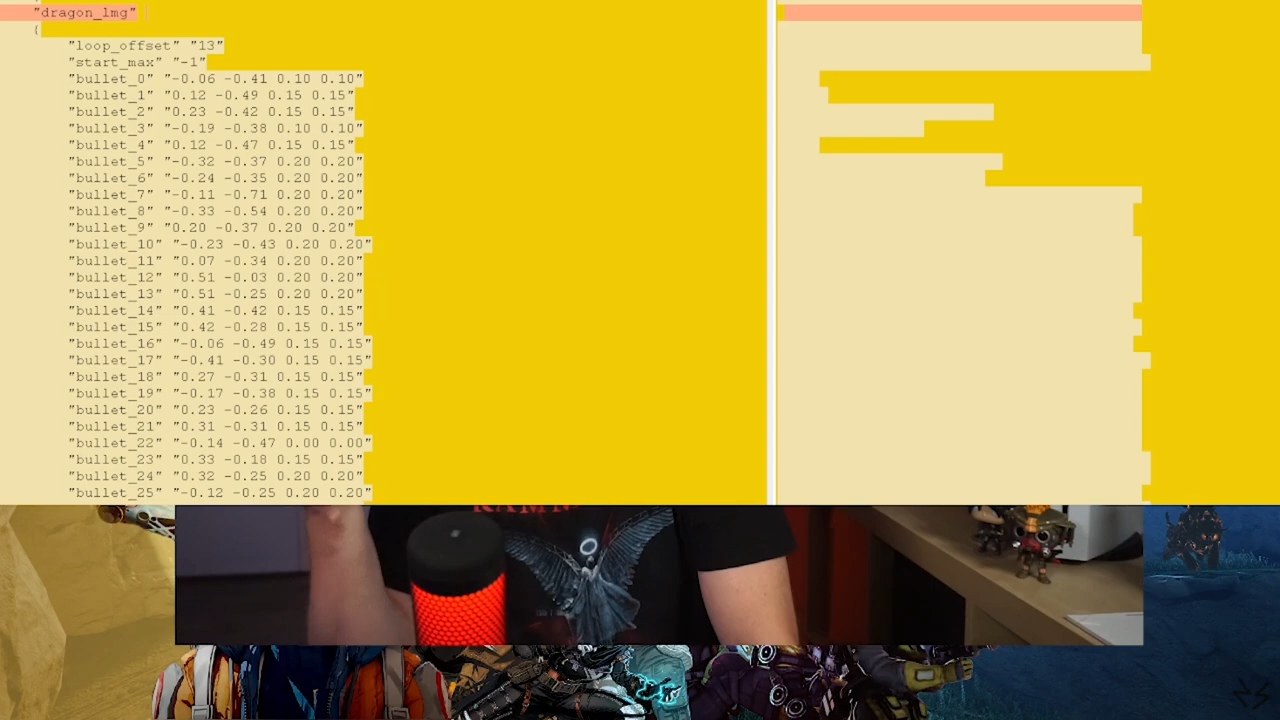 "dragon_lmg"
{
"loop_offset" "13"
"start_max" "-1"
"bullet_0" "-0.06 -0.41 0.10 0.10"
"bullet_1" "0.12 -0.49 0.15 0.15"
"bullet_2" "0.23 -0.42 0.15 0.15"
"bullet_3" "-0.19 -0.38 0.10 0.10"
"bullet_4" "0.12 -0.47 0.15 0.15"
"bullet_5" "-0.32 -0.37 0.20 0.20"
"bullet_6" "-0.24 -0.35 0.20 0.20"
"bullet_7" "-0.11 -0.71 0.20 0.20"
"bullet_8" "-0.33 -0.54 0.20 0.20"
"bullet_9" "0.20 -0.37 0.20 0.20"
"bullet_10" "-0.23 -0.43 0.20 0.20"
"bullet_11" "0.07 -0.34 0.20 0.20"
"bullet_12" "0.51 -0.03 0.20 0.20"
"bullet_13" "0.51 -0.25 0.20 0.20"
"bullet_14" "0.41 -0.42 0.15 0.15"
"bullet_15" "0.42 -0.28 0.15 0.15"
"bullet_16" "-0.06 -0.49 0.15 0.15"
"bullet_17" "-0.41 -0.30 0.15 0.15"
"bullet_18" "0.27 -0.31 0.15 0.15"
"bullet_19" "-0.17 -0.38 0.15 0.15"
"bullet_20" "0.23 -0.26 0.15 0.15"
"bullet_21" "0.31 -0.31 0.15 0.15"
"bullet_22" "-0.14 -0.47 0.00 0.00"
"bullet_23" "0.33 -0.18 0.15 0.15"
"bullet_24" "0.32 -0.25 0.20 0.20"
"bullet_25" "-0.12 -0.25 0.20 0.20"